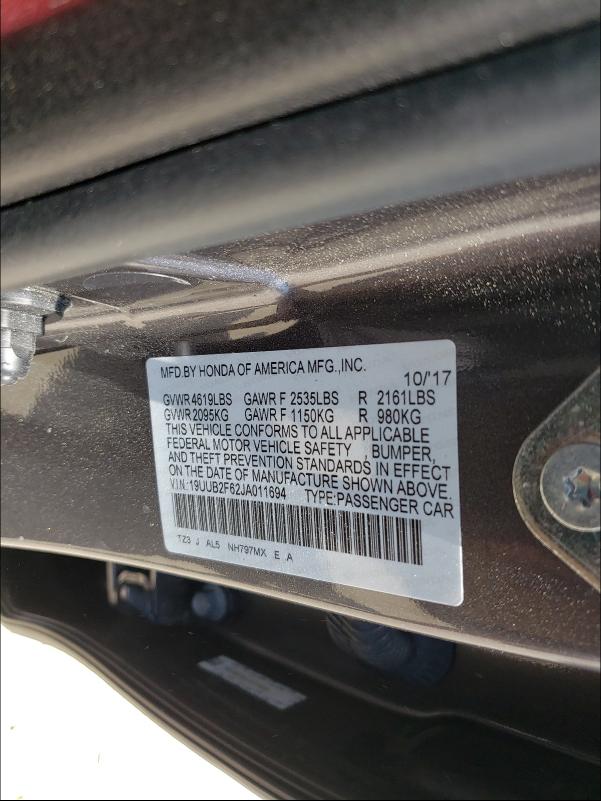 MFD.BY HONDA OF AMERICA MFG.,INC.
10/'17
GVWR 4619LBS GAWR F 2535LBS R 2161LBS
GVWR 2095KG GAWR F 1150KG R 980KG
THIS VEHICLE CONFORMS TO ALL APPLICABLE
FEDERAL MOTOR VEHICLE SAFETY , BUMPER,
AND THEFT PREVENTION STANDARDS IN EFFECT
ON THE DATE OF MANUFACTURE SHOWN ABOVE.
V.I.N: 19UUB2F62JA011694 TYPE:PASSENGER CAR
TZ3 J AL5 NH797MX E A